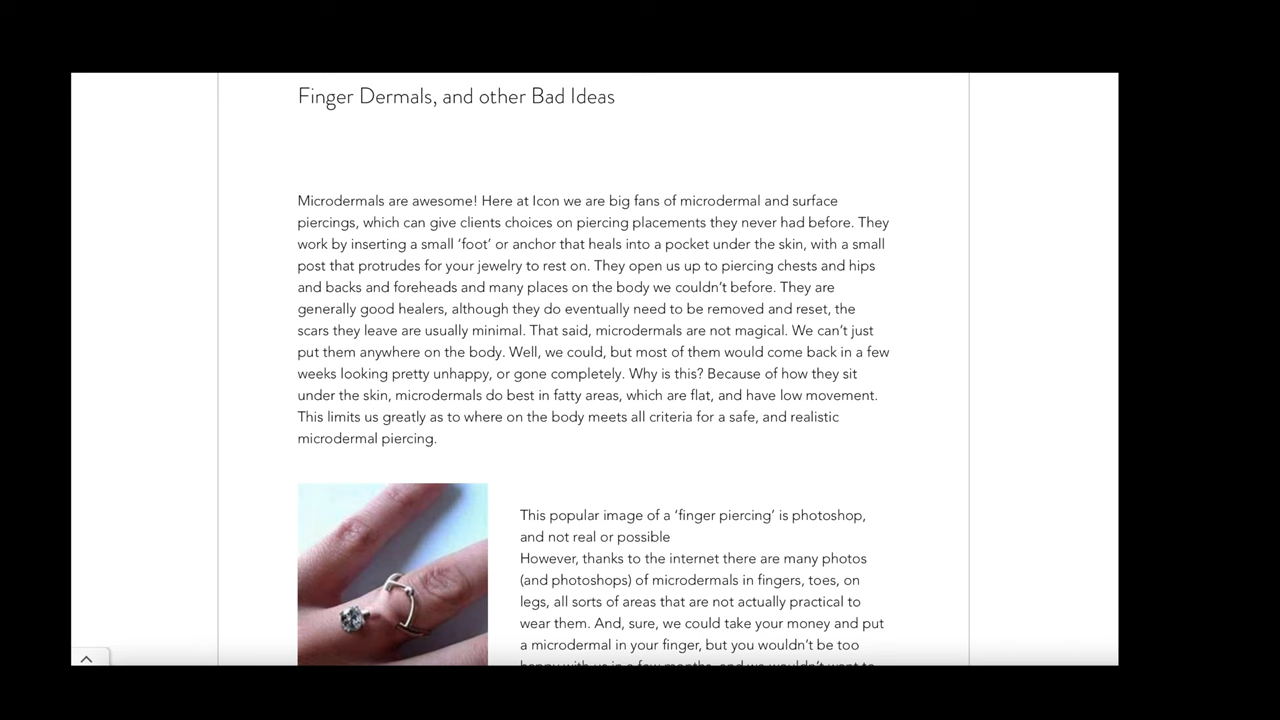 Finger Dermals, and other Bad Ideas
Microdermals are awesome! Here at Icon we are big fans of microdermal and surface
piercings, which can give clients choices on piercing placements they never had before. They
work by inserting a small ‘foot’ or anchor that heals into a pocket under the skin, with a small
post that protrudes for your jewelry to rest on. They open us up to piercing chests and hips
and backs and foreheads and many places on the body we couldn’t before. They are
generally good healers, although they do eventually need to be removed and reset, the
scars they leave are usually minimal. That said, microdermals are not magical. We can’t just
put them anywhere on the body. Well, we could, but most of them would come back in a few
weeks looking pretty unhappy, or gone completely. Why is this? Because of how they sit
under the skin, microdermals do best in fatty areas, which are flat, and have low movement.
This limits us greatly as to where on the body meets all criteria for a safe, and realistic
microdermal piercing.
This popular image of a ‘finger piercing’ is photoshop,
and not real or possible
However, thanks to the internet there are many photos
(and photoshops) of microdermals in fingers, toes, on
legs, all sorts of areas that are not actually practical to
wear them. And, sure, we could take your money and put
a microdermal in your finger, but you wouldn’t be too
happy with us in a few months, and we wouldn’t want to